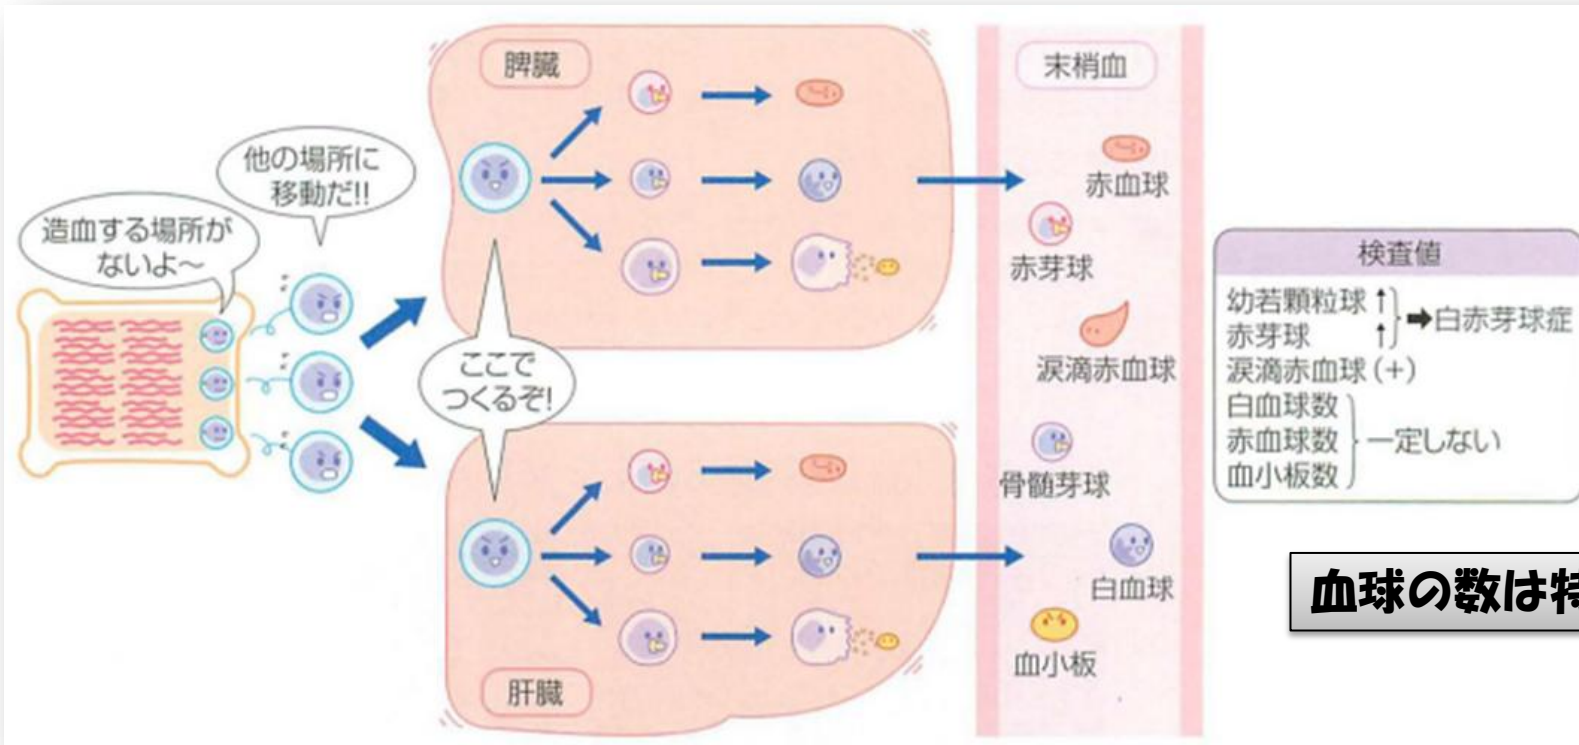 造血する場所が
ないよ～
他の場所に
移動だ!!
脾臓
ここで
つくるぞ!
肝臓
末梢血
赤血球
赤芽球
涙滴赤血球
骨髄芽球
白血球
血小板
検査値
幼若顆粒球↑
赤芽球 ↑
➡白赤芽球症
涙滴赤血球(+)
白血球数
赤血球数
血小板数
一定しない
血球の数は特